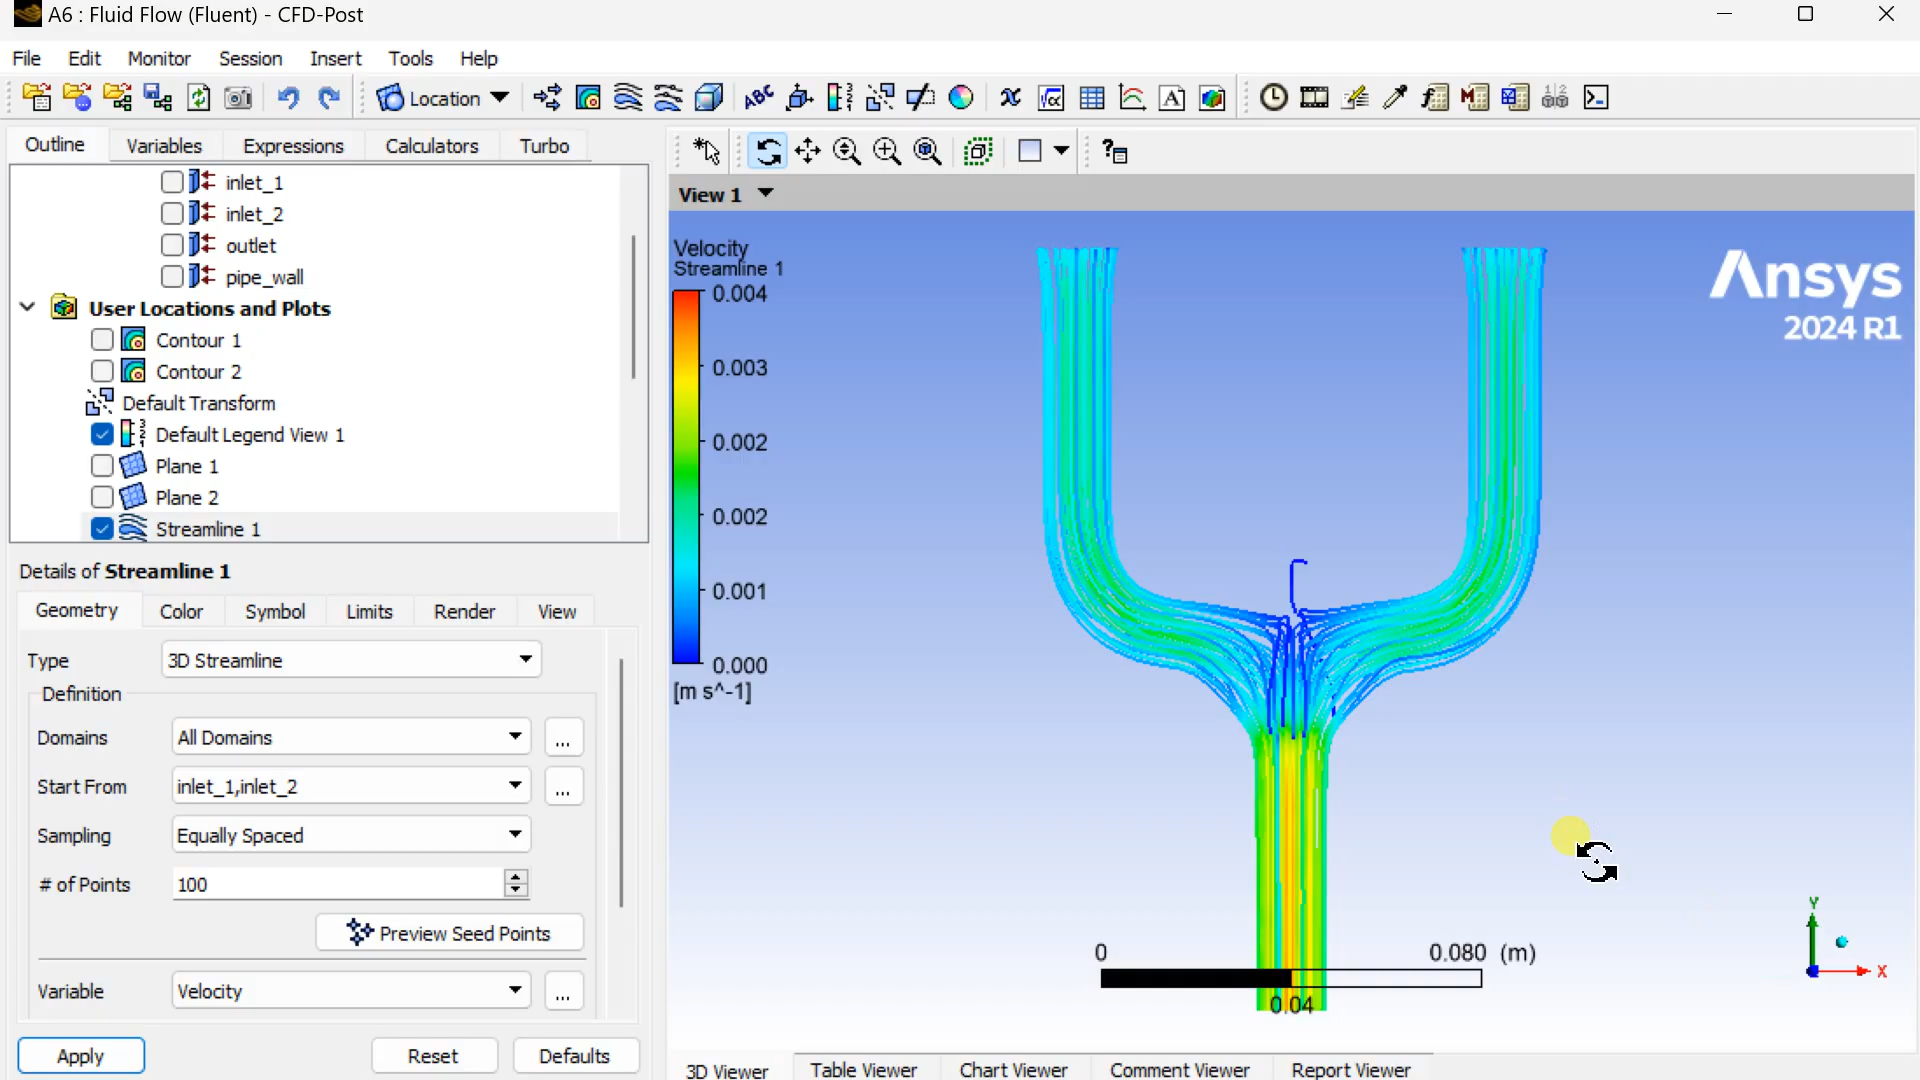 A6 : Fluid Flow (Fluent) - CFD-Post
File Edit Monitor Session Insert Tools Help
Location
Outline Variables Expressions Calculators Turbo
inlet_1
inlet_2
outlet
pipe_wall
User Locations and Plots
Contour 1
Contour 2
Default Transform
Default Legend View 1
Plane 1
Plane 2
Streamline 1
Details of Streamline 1
Geometry Color Symbol Limits Render View
Type 3D Streamline
Definition
Domains All Domains ...
Start From inlet_1,inlet_2 ...
Sampling Equally Spaced
# of Points 100
Preview Seed Points
Variable Velocity ...
Apply Reset Defaults
View 1
Velocity
Streamline 1
0.004
0.003
0.002
0.002
0.001
0.000
[m s^-1]
Ansys
2024 R1
0 0.080 (m)
0.04
Y
X
3D Viewer Table Viewer Chart Viewer Comment Viewer Report Viewer